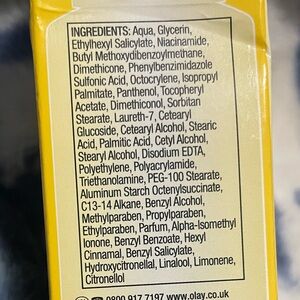 INGREDIENTS: Aqua, Glycerin,
Ethylhexyl Salicylate, Niacinamide,
Butyl Methoxydibenzoylmethane,
Dimethicone, Phenylbenzimidazole
Sulfonic Acid, Octocrylene, Isopropyl
Palmitate, Panthenol, Tocopheryl
Acetate, Dimethiconol, Sorbitan
Stearate, Laureth-7, Cetearyl
Glucoside, Cetearyl Alcohol, Stearic
Acid, Palmitic Acid, Cetyl Alcohol,
Stearyl Alcohol, Disodium EDTA,
Polyethylene, Polyacrylamide,
Triethanolamine, PEG-100 Stearate,
Aluminum Starch Octenylsuccinate,
C13-14 Alkane, Benzyl Alcohol,
Methylparaben, Propylparaben,
Ethylparaben, Parfum, Alpha-Isomethyl
Ionone, Benzyl Benzoate, Hexyl
Cinnamal, Benzyl Salicylate,
Hydroxycitronellal, Linalool, Limonene,
Citronellol
0800 917 7197 www.olay.co.uk